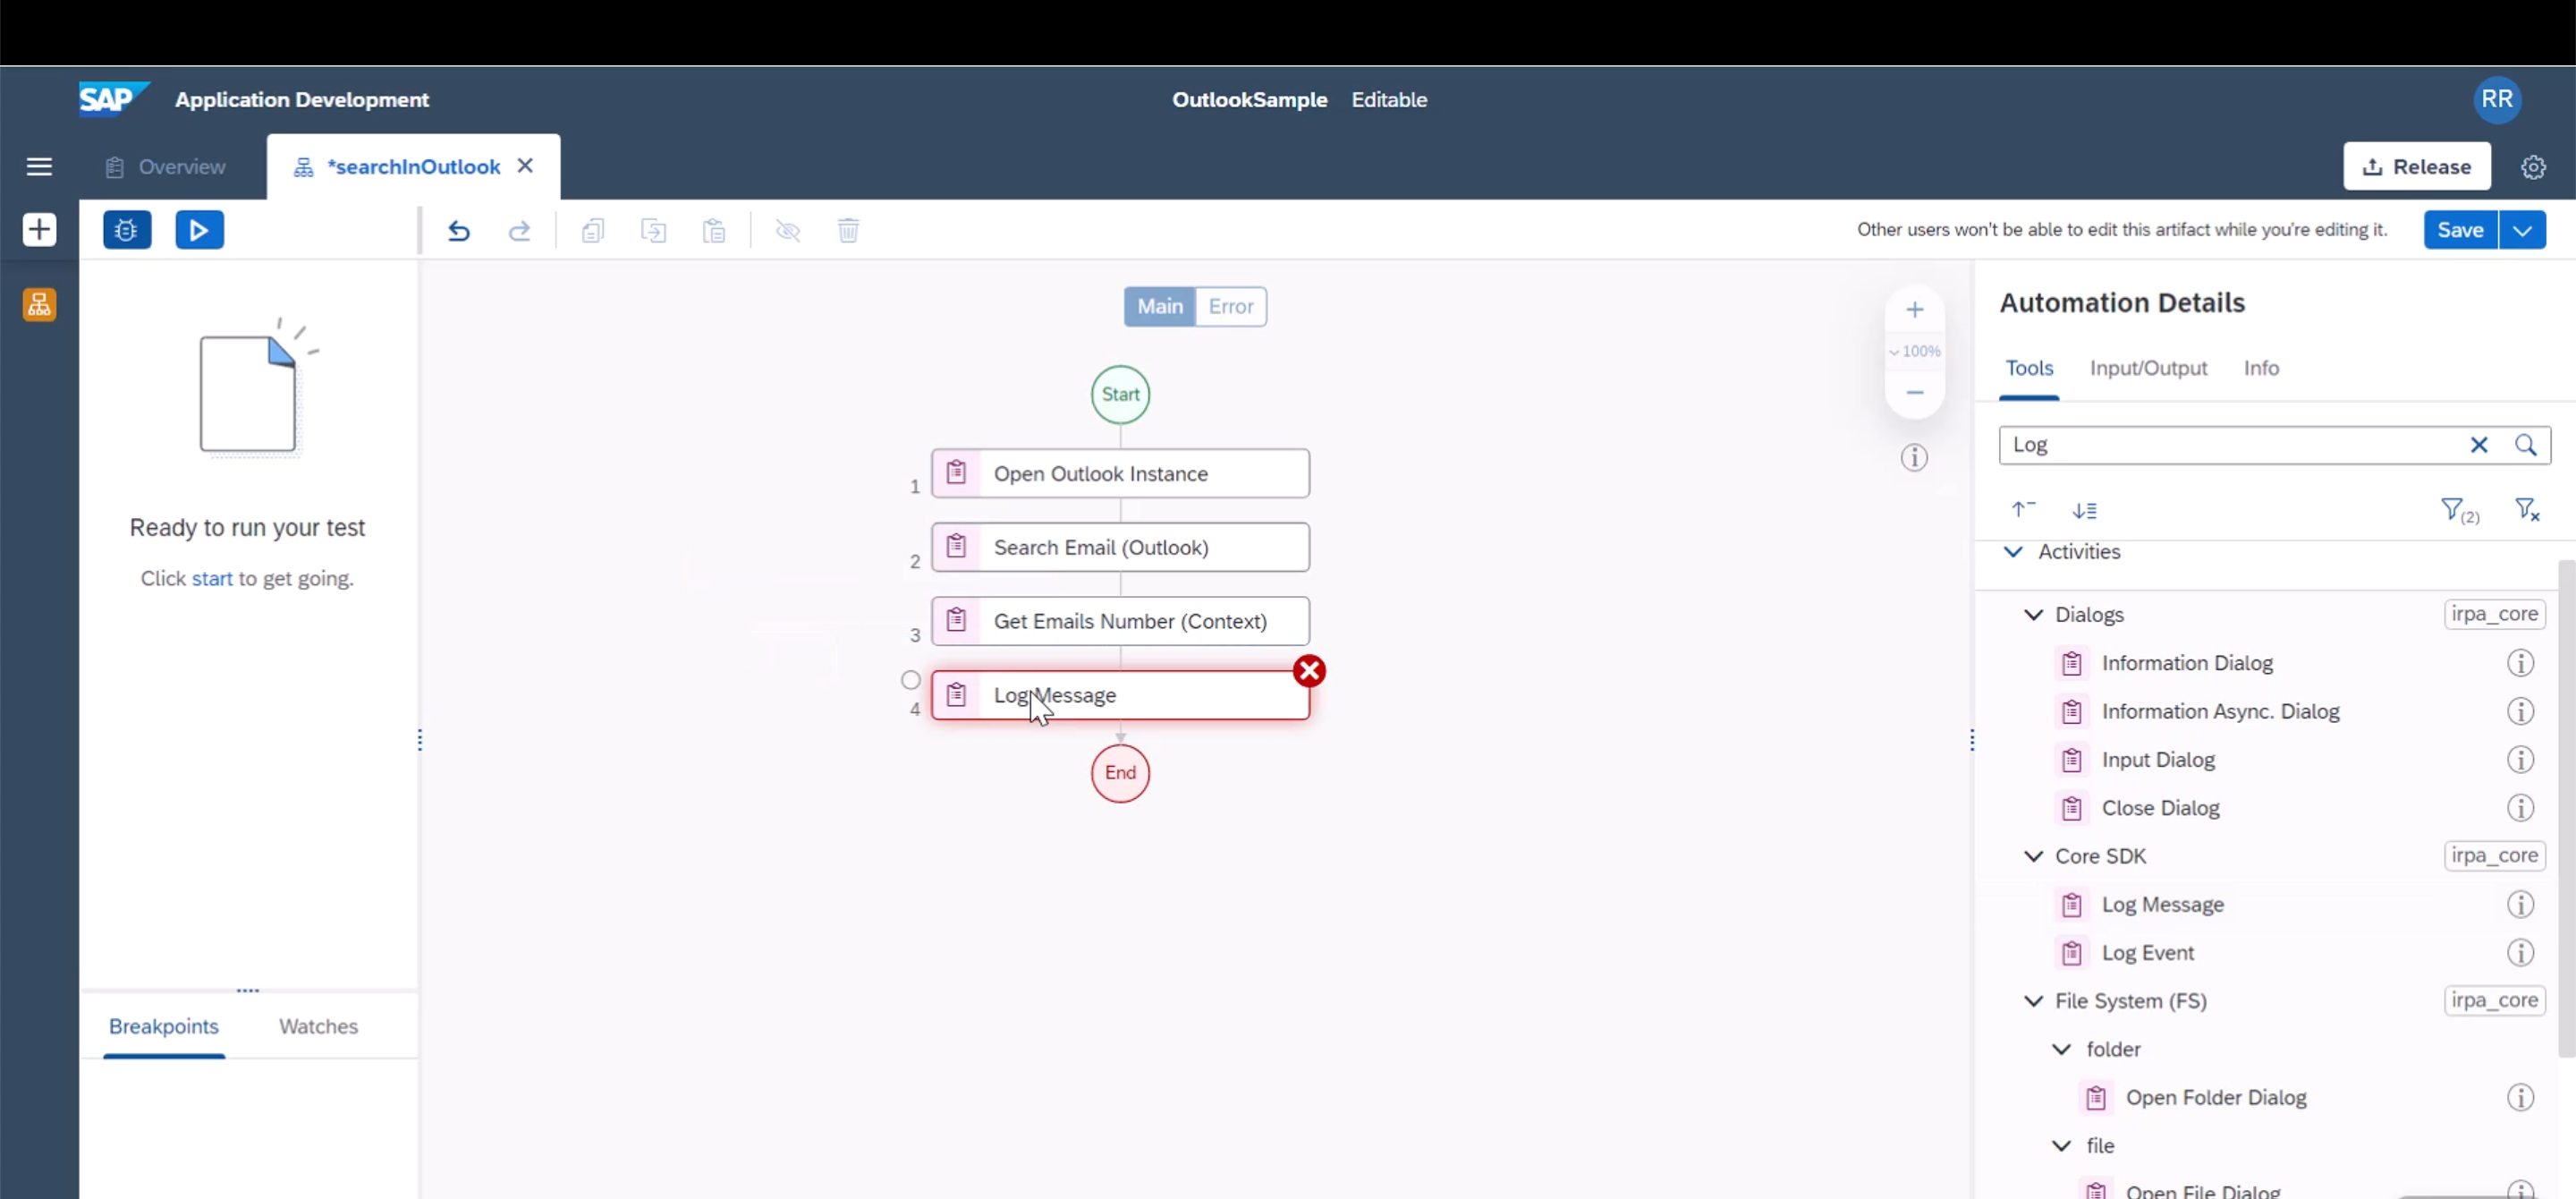 SAP Application Development
OutlookSample Editable
RR
Overview
*searchInOutlook
Release
Other users won't be able to edit this artifact while you're editing it.
Save
Ready to run your test
Click start to get going.
Breakpoints
Watches
Main
Error
100%
Start
1 Open Outlook Instance
2 Search Email (Outlook)
3 Get Emails Number (Context)
4 Log Message
End
Automation Details
Tools
Input/Output
Info
Log
(2)
Activities
Dialogs irpa_core
Information Dialog
Information Async. Dialog
Input Dialog
Close Dialog
Core SDK irpa_core
Log Message
Log Event
File System (FS) irpa_core
folder
Open Folder Dialog
file
Open File Dialog